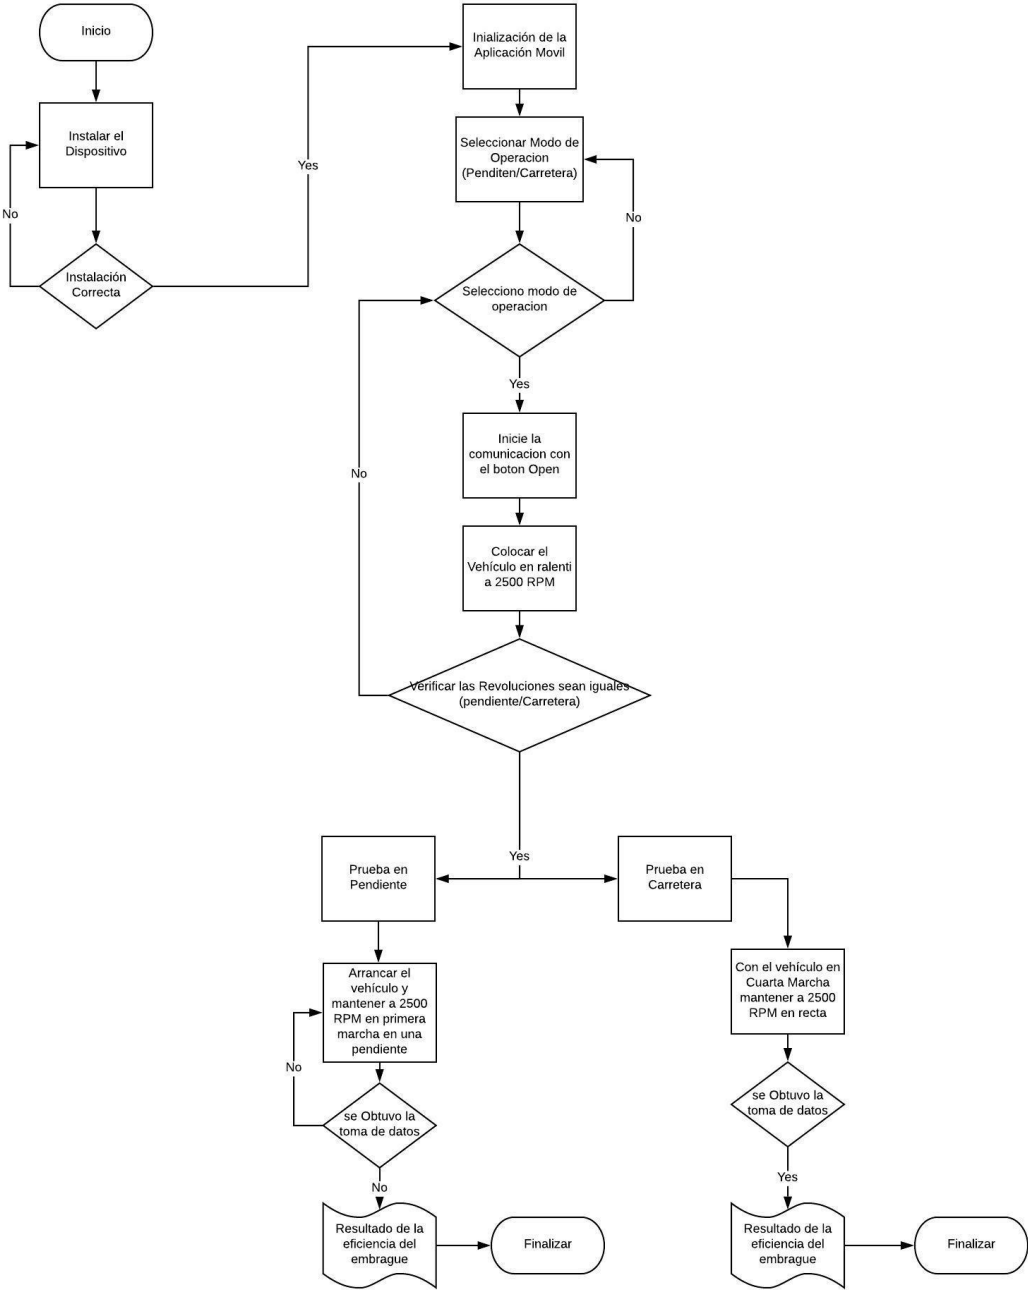 Inicio
Instalar el
Dispositivo
No
Instalación
Correcta
Yes
Inialización de la
Aplicación Movil
Seleccionar Modo de
Operacion
(Penditen/Carretera)
No
Selecciono modo de
operacion
Yes
Inicie la
comunicacion con
el boton Open
No
Colocar el
Vehículo en ralenti
a 2500 RPM
Verificar las Revoluciones sean iguales
(pendiente/Carretera)
Yes
Prueba en
Pendiente
Prueba en
Carretera
Arrancar el
vehículo y
mantener a 2500
RPM en primera
marcha en una
pendiente
Con el vehículo en
Cuarta Marcha
mantener a 2500
RPM en recta
No
se Obtuvo la
toma de datos
se Obtuvo la
toma de datos
No
Yes
Resultado de la
eficiencia del
embrague
Finalizar
Resultado de la
eficiencia del
embrague
Finalizar